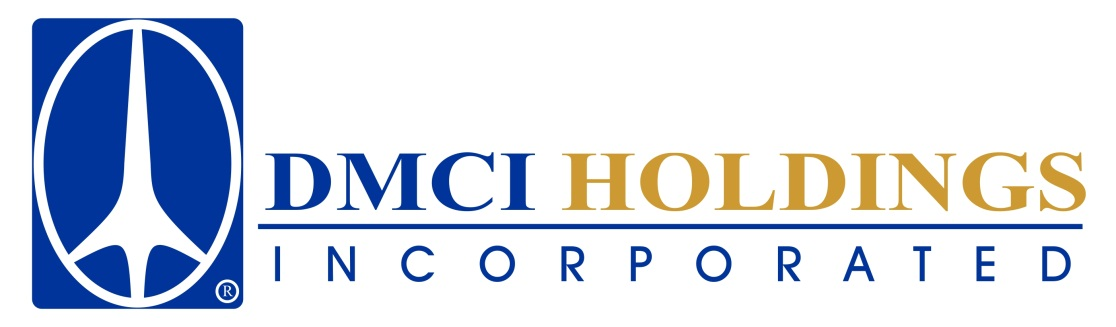 ®
DMCI HOLDINGS
INCORPORATED